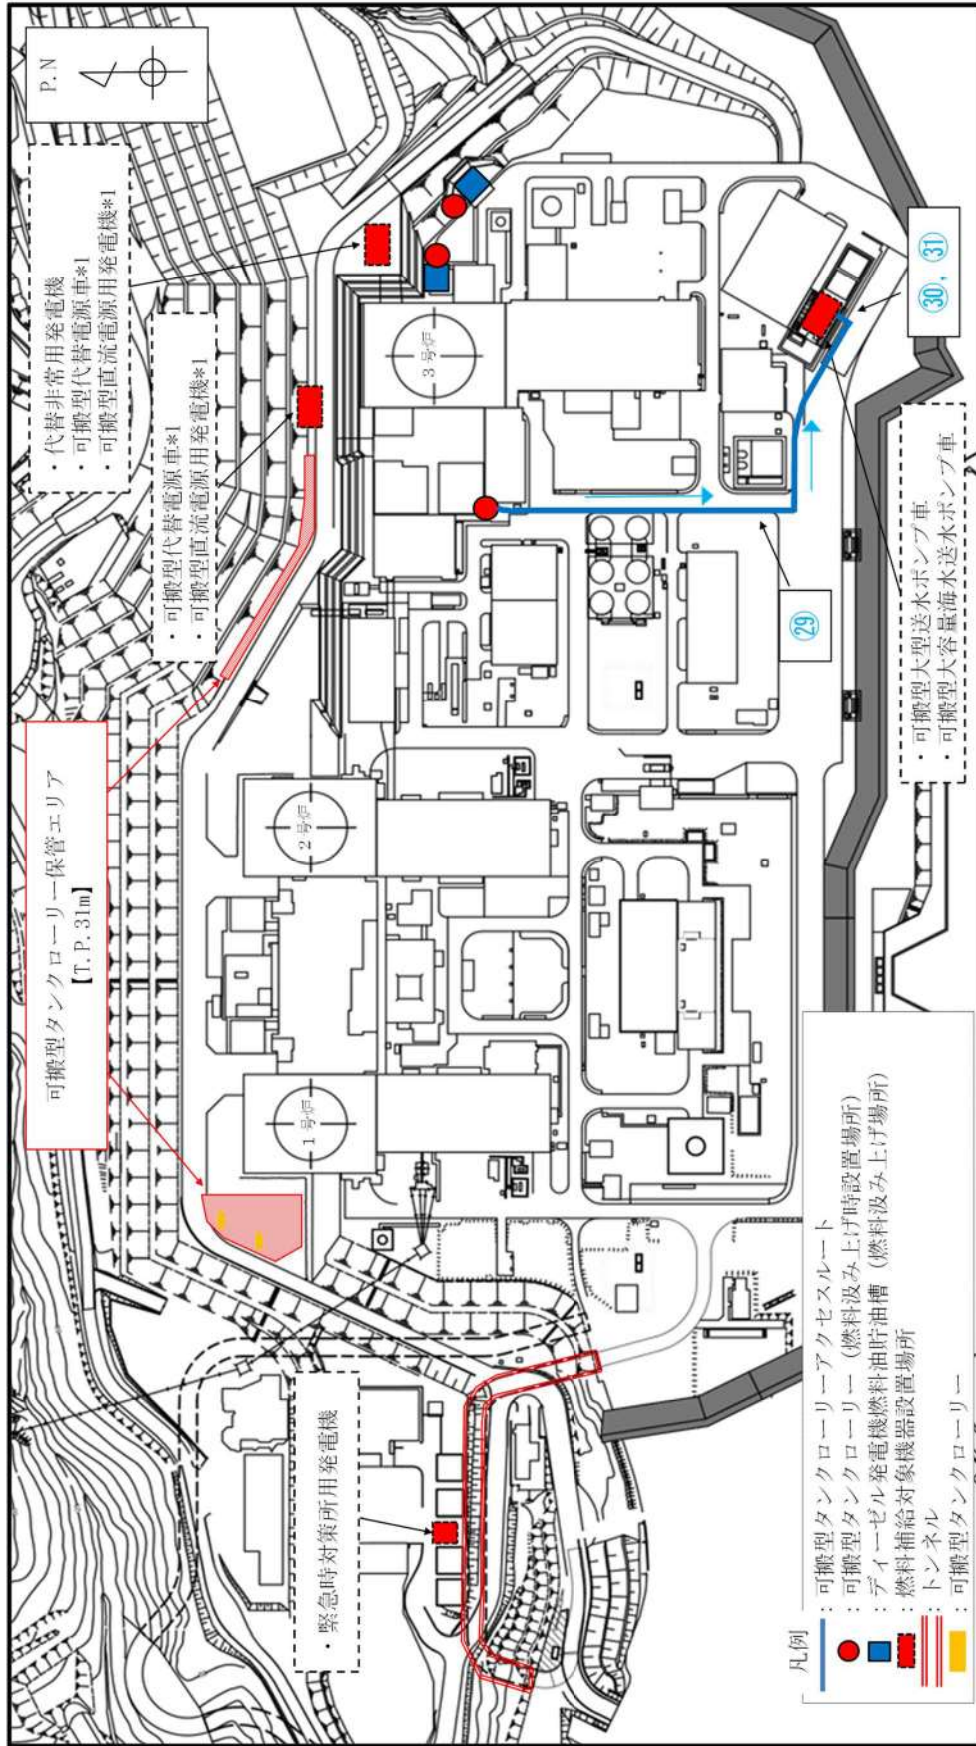 P.N
・代替非常用発電機
・可搬型代替電源車*1
・可搬型直流電源用発電機*1
・可搬型代替電源車*1
・可搬型直流電源用発電機*1
可搬型タンクローリー保管エリア
【T.P.31m】
・緊急時対策所用発電機
1号炉
2号炉
3号炉
㉙
㉚, ㉛
・可搬型大型送水ポンプ車
・可搬型大容量海水送水ポンプ車
凡例
：可搬型タンクローリーアクセスルート
：可搬型タンクローリー（燃料汲み上げ時設置場所）
：ディーゼル発電機燃料油貯油槽（燃料汲み上げ場所）
：燃料補給対象機器設置場所
：トンネル
：可搬型タンクローリー